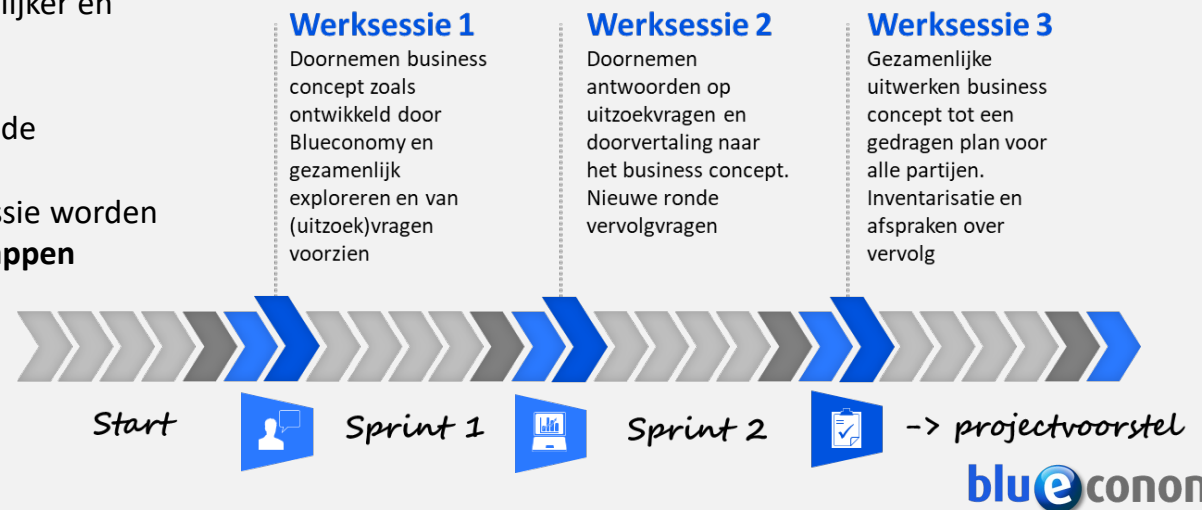 lijker en
de
ssie worden
ppen
Werksessie 1
Doornemen business
concept zoals
ontwikkeld door
Blueconomy en
gezamenlijk
exploreren en van
(uitzoek)vragen
voorzien
Werksessie 2
Doornemen
antwoorden op
uitzoekvragen en
doorvertaling naar
het business concept.
Nieuwe ronde
vervolgvragen
Werksessie 3
Gezamenlijke
uitwerken business
concept tot een
gedragen plan voor
alle partijen.
Inventarisatie en
afspraken over
vervolg
Start
Sprint 1
Sprint 2
-> projectvoorstel
blueconon